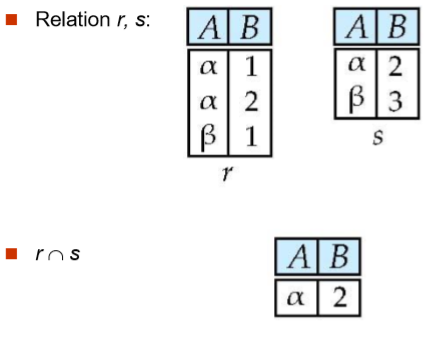 Relation r, s:
A B
α 1
α 2
β 1
r
A B
α 2
β 3
s
r ∩ s
A B
α 2